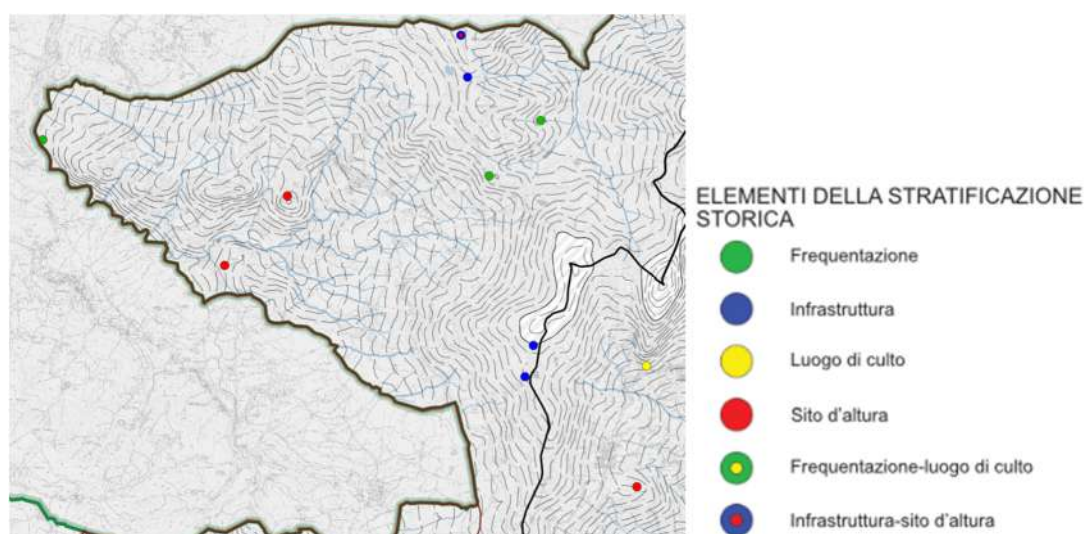 ELEMENTI DELLA STRATIFICAZIONE
STORICA
Frequentazione
Infrastruttura
Luogo di culto
Sito d'altura
Frequentazione-luogo di culto
Infrastruttura-sito d'altura